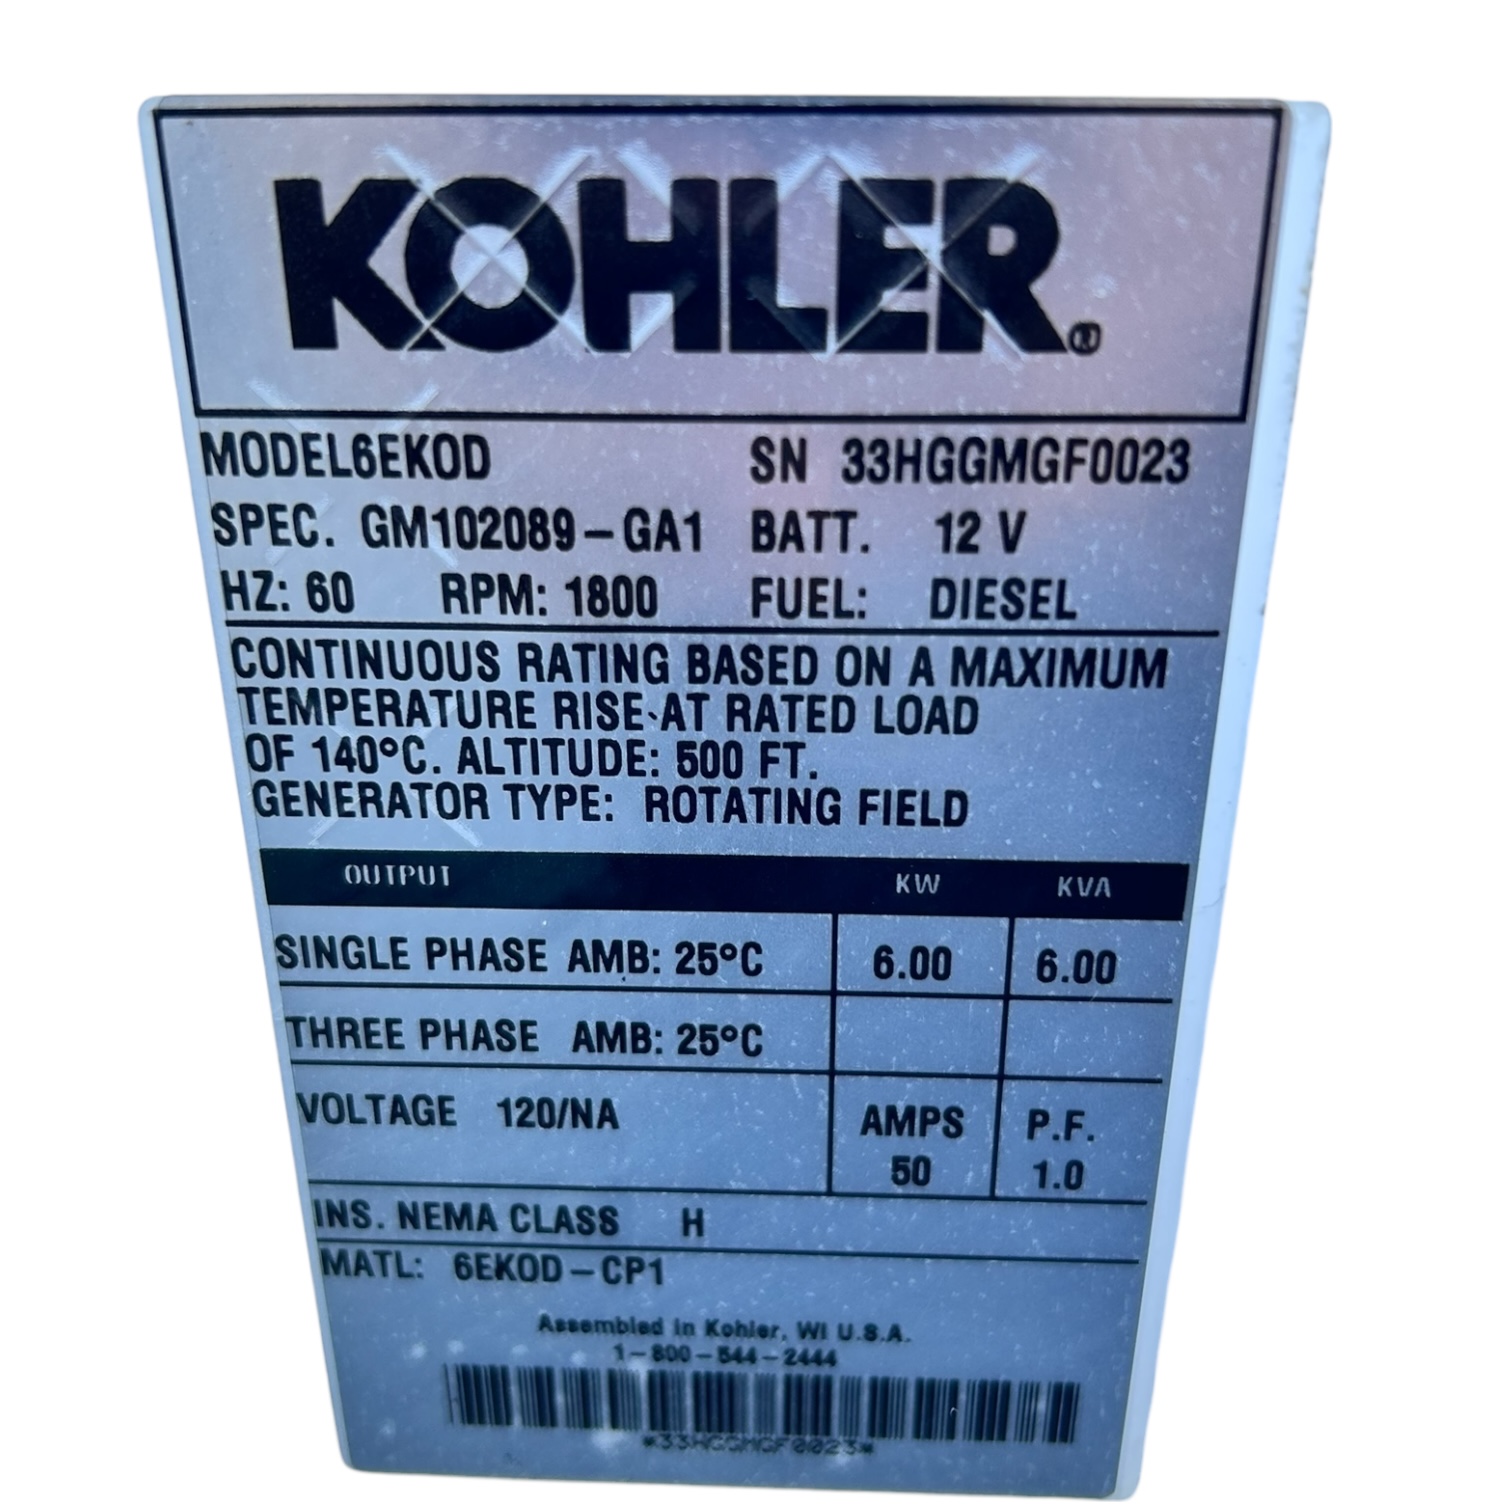 KOHLER®
MODEL6EKOD SN 33HGGMGF0023
SPEC. GM102089-GA1 BATT. 12 V
HZ: 60 RPM: 1800 FUEL: DIESEL
CONTINUOUS RATING BASED ON A MAXIMUM
TEMPERATURE RISE AT RATED LOAD
OF 140°C. ALTITUDE: 500 FT.
GENERATOR TYPE: ROTATING FIELD
OUTPUT KW KVA
SINGLE PHASE AMB: 25°C 6.00 6.00
THREE PHASE AMB: 25°C
VOLTAGE 120/NA AMPS P.F.
50 1.0
INS. NEMA CLASS H
MATL: 6EKOD-CP1
Assembled in Kohler, WI U.S.A.
1-800-544-2444
*33HGGMGF0023*